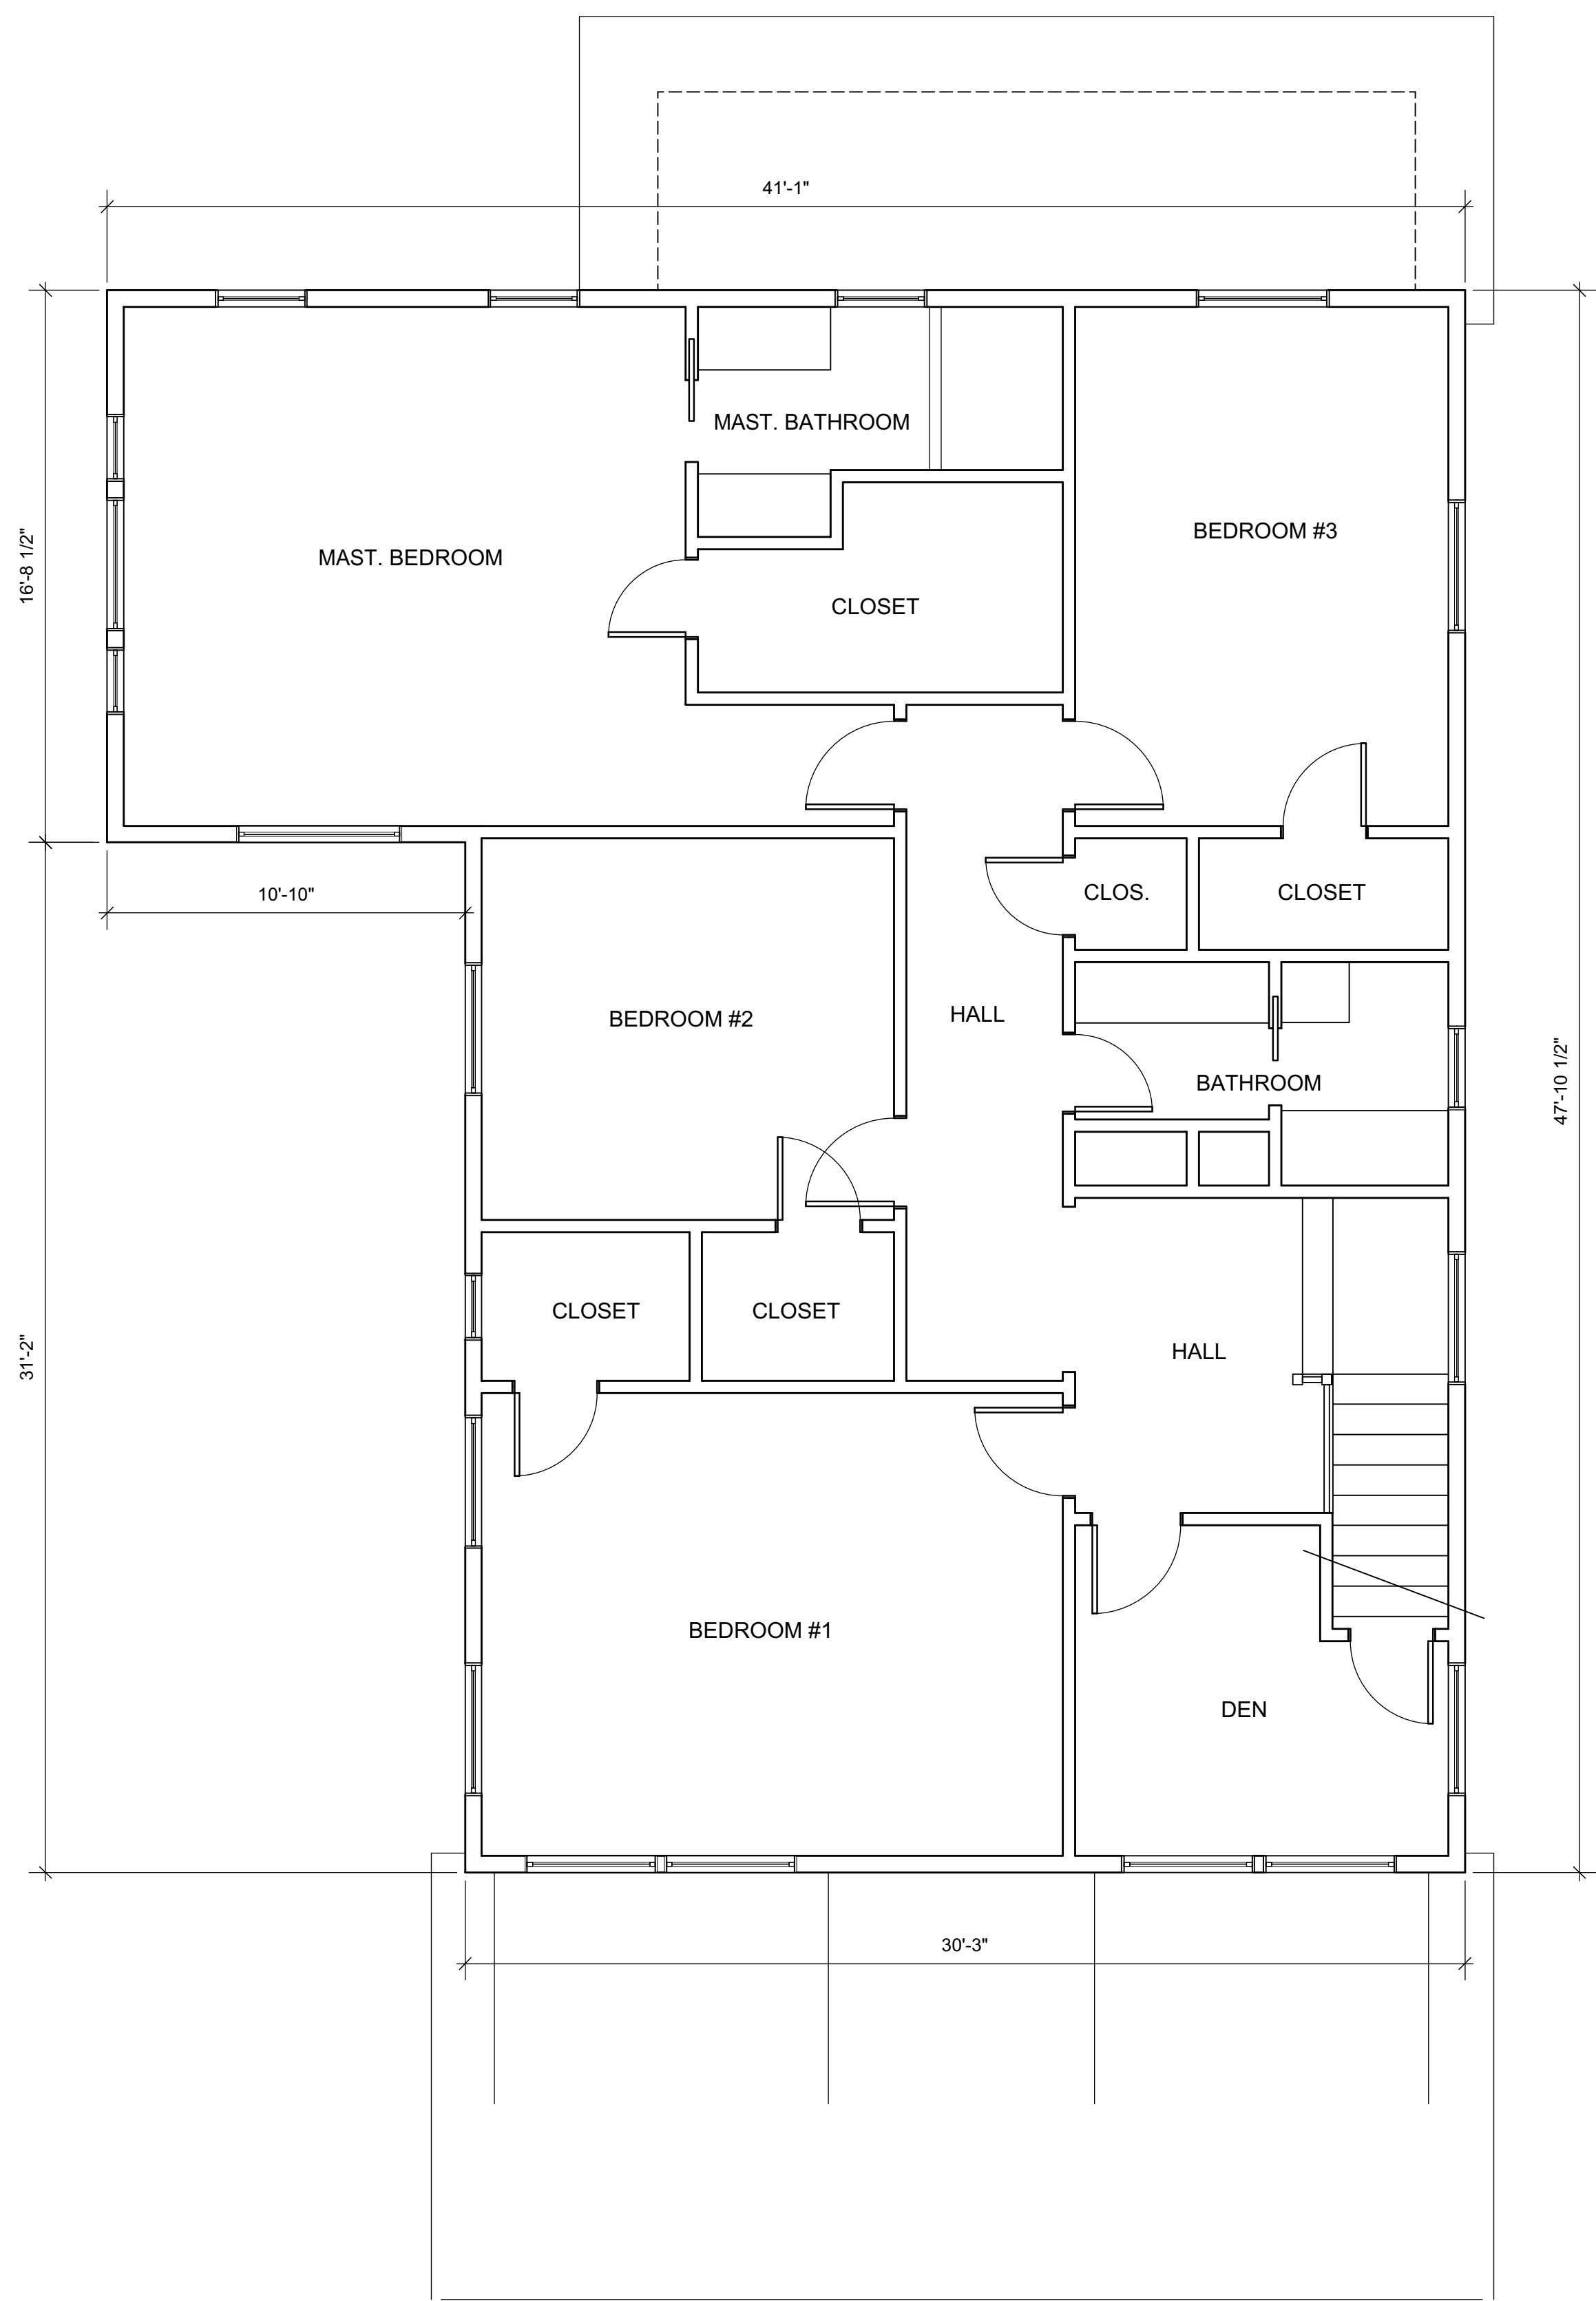 41'-1"
MAST. BATHROOM
BEDROOM #3
MAST. BEDROOM
16'-8 1/2"
CLOSET
10'-10"
CLOS.
CLOSET
BEDROOM #2
HALL
BATHROOM
47'-10 1/2"
CLOSET
CLOSET
HALL
31'-2"
BEDROOM #1
DEN
30'-3"